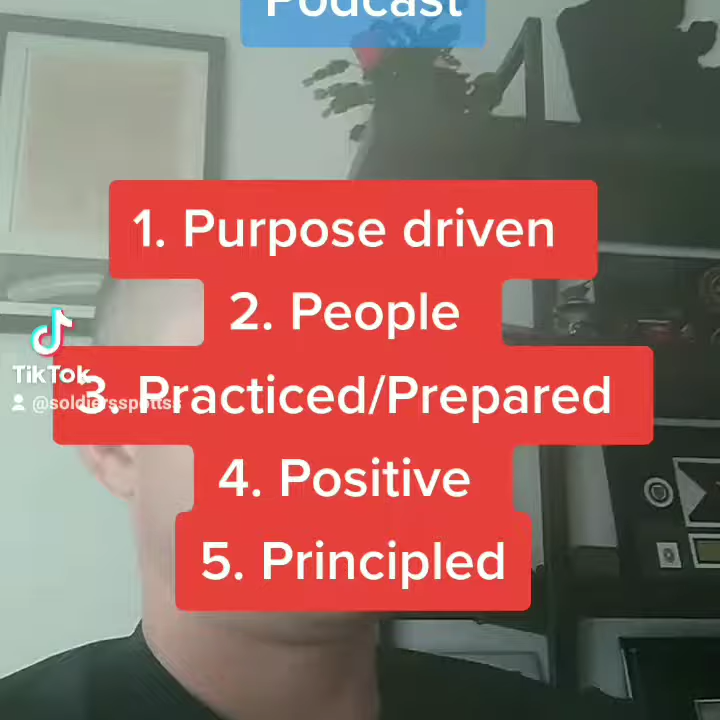 Podcast
1. Purpose driven
2. People
3. Practiced/Prepared
4. Positive
5. Principled
TikTok